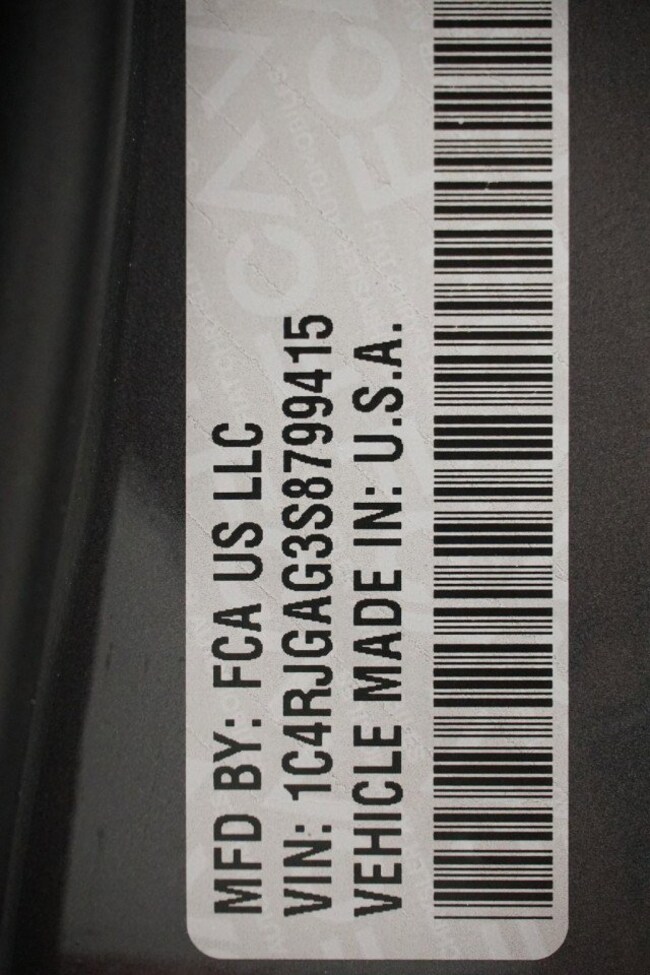 MFD BY: FCA US LLC
VIN: 1C4RJGAG3S8799415
VEHICLE MADE IN: U.S.A.